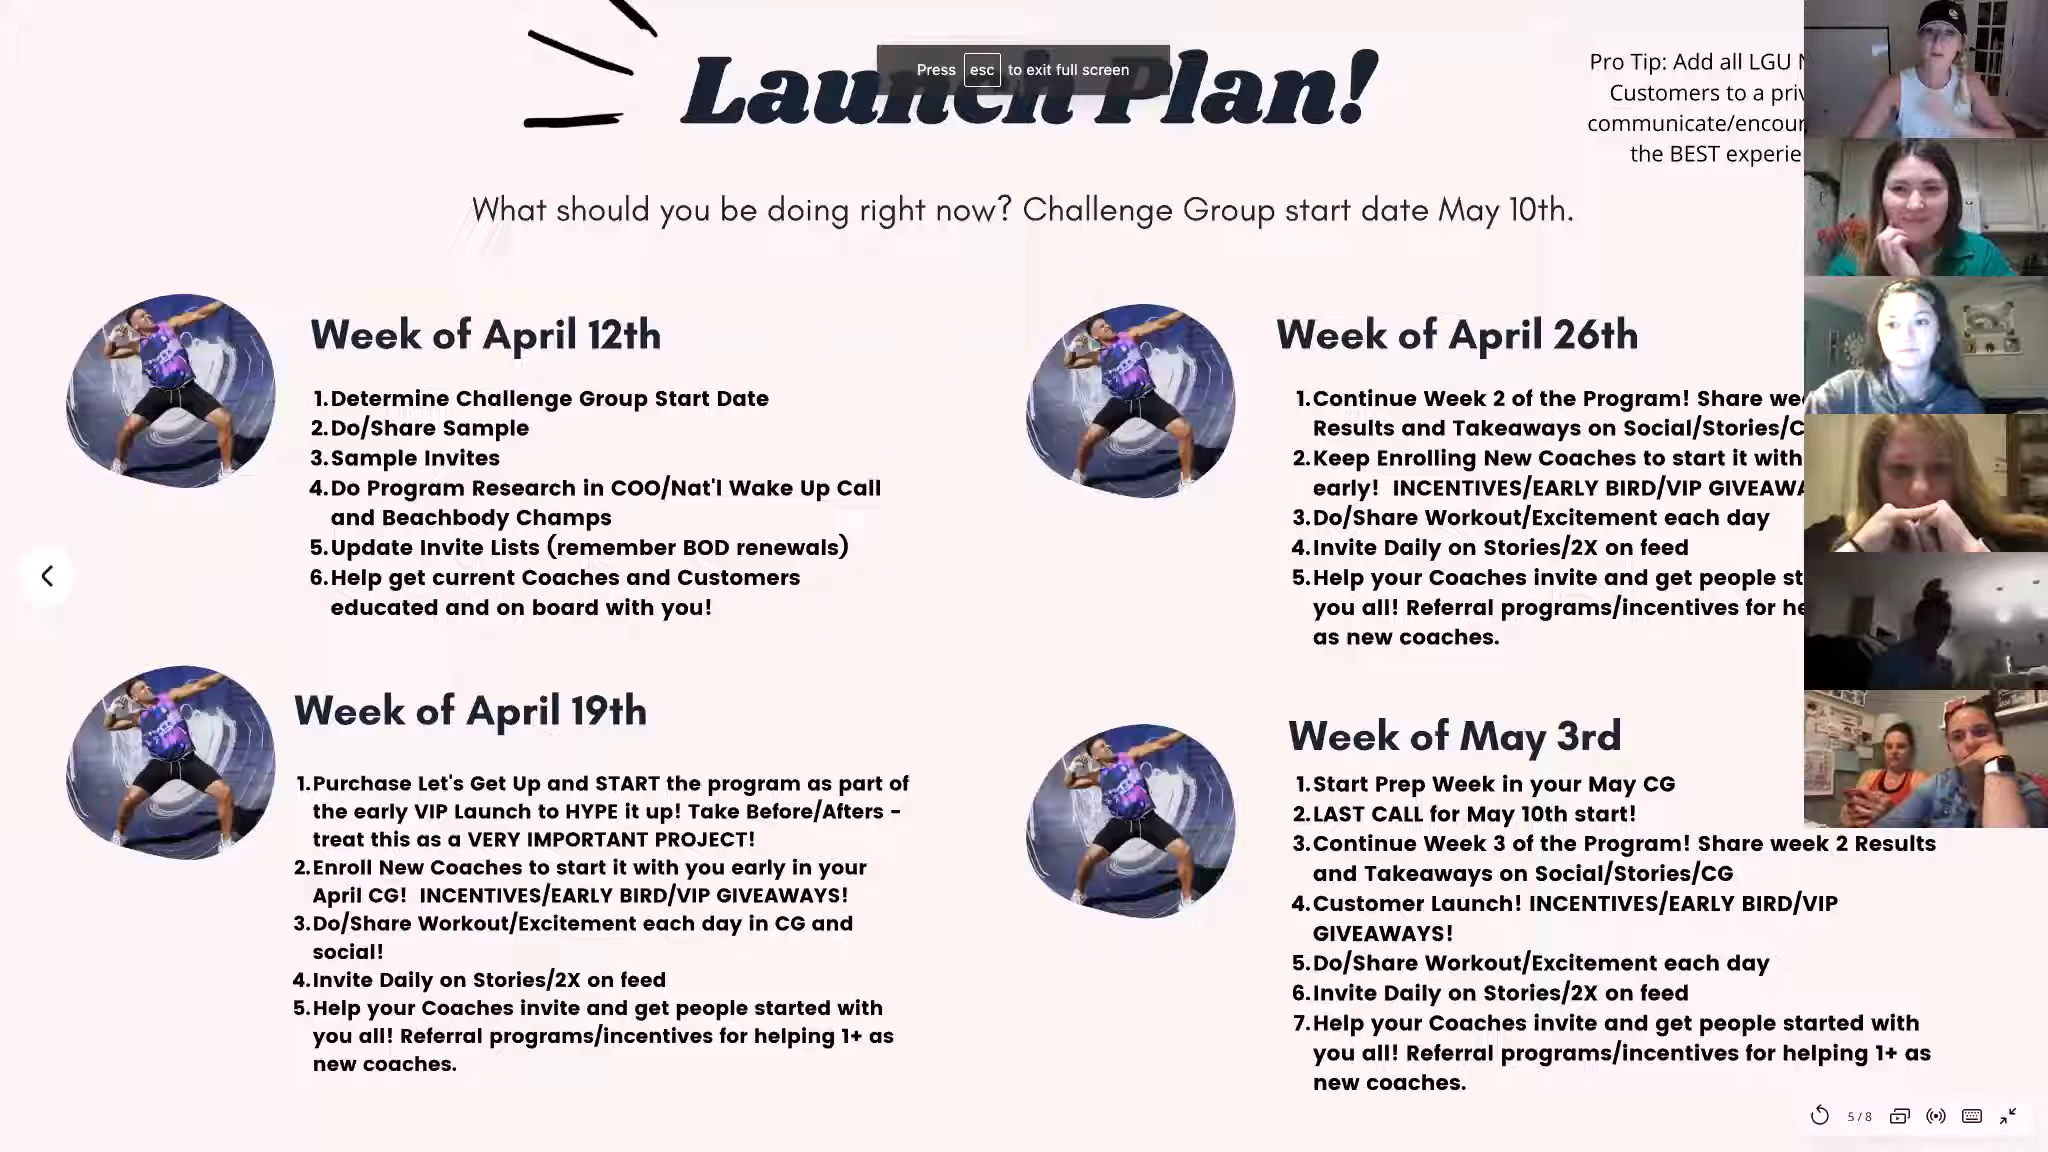 Launch Plan!
Press esc to exit full screen
Pro Tip: Add all LGU
Customers to a
communicate/
the BEST
What should you be doing right now? Challenge Group start date May 10th.
Week of April 12th
1. Determine Challenge Group Start Date
2. Do/Share Sample
3. Sample Invites
4. Do Program Research in COO/Nat'l Wake Up Call
and Beachbody Champs
5. Update Invite Lists (remember BOD renewals)
6. Help get current Coaches and Customers
educated and on board with you!
Week of April 19th
1. Purchase Let's Get Up and START the program as part of
the early VIP Launch to HYPE it up! Take Before/Afters -
treat this as a VERY IMPORTANT PROJECT!
2. Enroll New Coaches to start it with you early in your
April CG! INCENTIVES/EARLY BIRD/VIP GIVEAWAYS!
3. Do/Share Workout/Excitement each day in CG and
social!
4. Invite Daily on Stories/2X on feed
5. Help your Coaches invite and get people started with
you all! Referral programs/incentives for helping 1+ as
new coaches.
Week of April 26th
1. Continue Week 2 of the Program! Share
Results and Takeaways on Social/Stories/
2. Keep Enrolling New Coaches to start it with
early! INCENTIVES/EARLY BIRD/VIP
3. Do/Share Workout/Excitement each day
4. Invite Daily on Stories/2X on feed
5. Help your Coaches invite and get people
you all! Referral programs/incentives for
as new coaches.
Week of May 3rd
1. Start Prep Week in your May CG
2. LAST CALL for May 10th start!
3. Continue Week 3 of the Program! Share week 2 Results
and Takeaways on Social/Stories/CG
4. Customer Launch! INCENTIVES/EARLY BIRD/VIP
GIVEAWAYS!
5. Do/Share Workout/Excitement each day
6. Invite Daily on Stories/2X on feed
7. Help your Coaches invite and get people started with
you all! Referral programs/incentives for helping 1+ as
new coaches.
5 / 8